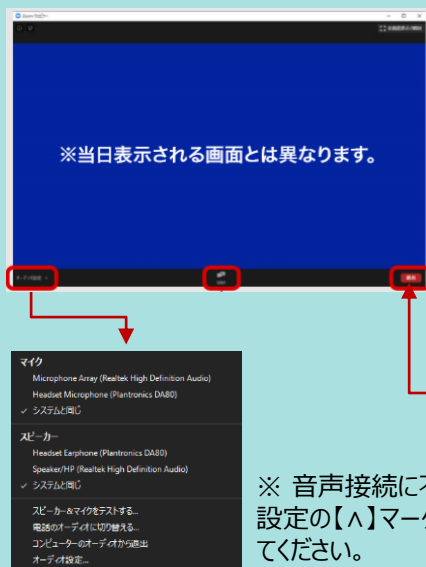 ※当日表示される画面とは異なります。
マイク
Microphone Array (Realtek High Definition Audio)
Headset Microphone (Plantronics DA80)
✓ システムと同じ
スピーカー
Headset Earphone (Plantronics DA80)
Speaker/HP (Realtek High Definition Audio)
✓ システムと同じ
スピーカー&マイクをテストする...
電話のオーディオに切り替える...
コンピューターのオーディオから退出
オーディオ設定...
※ 音声接続に
設定の【∧】マーク
てください。